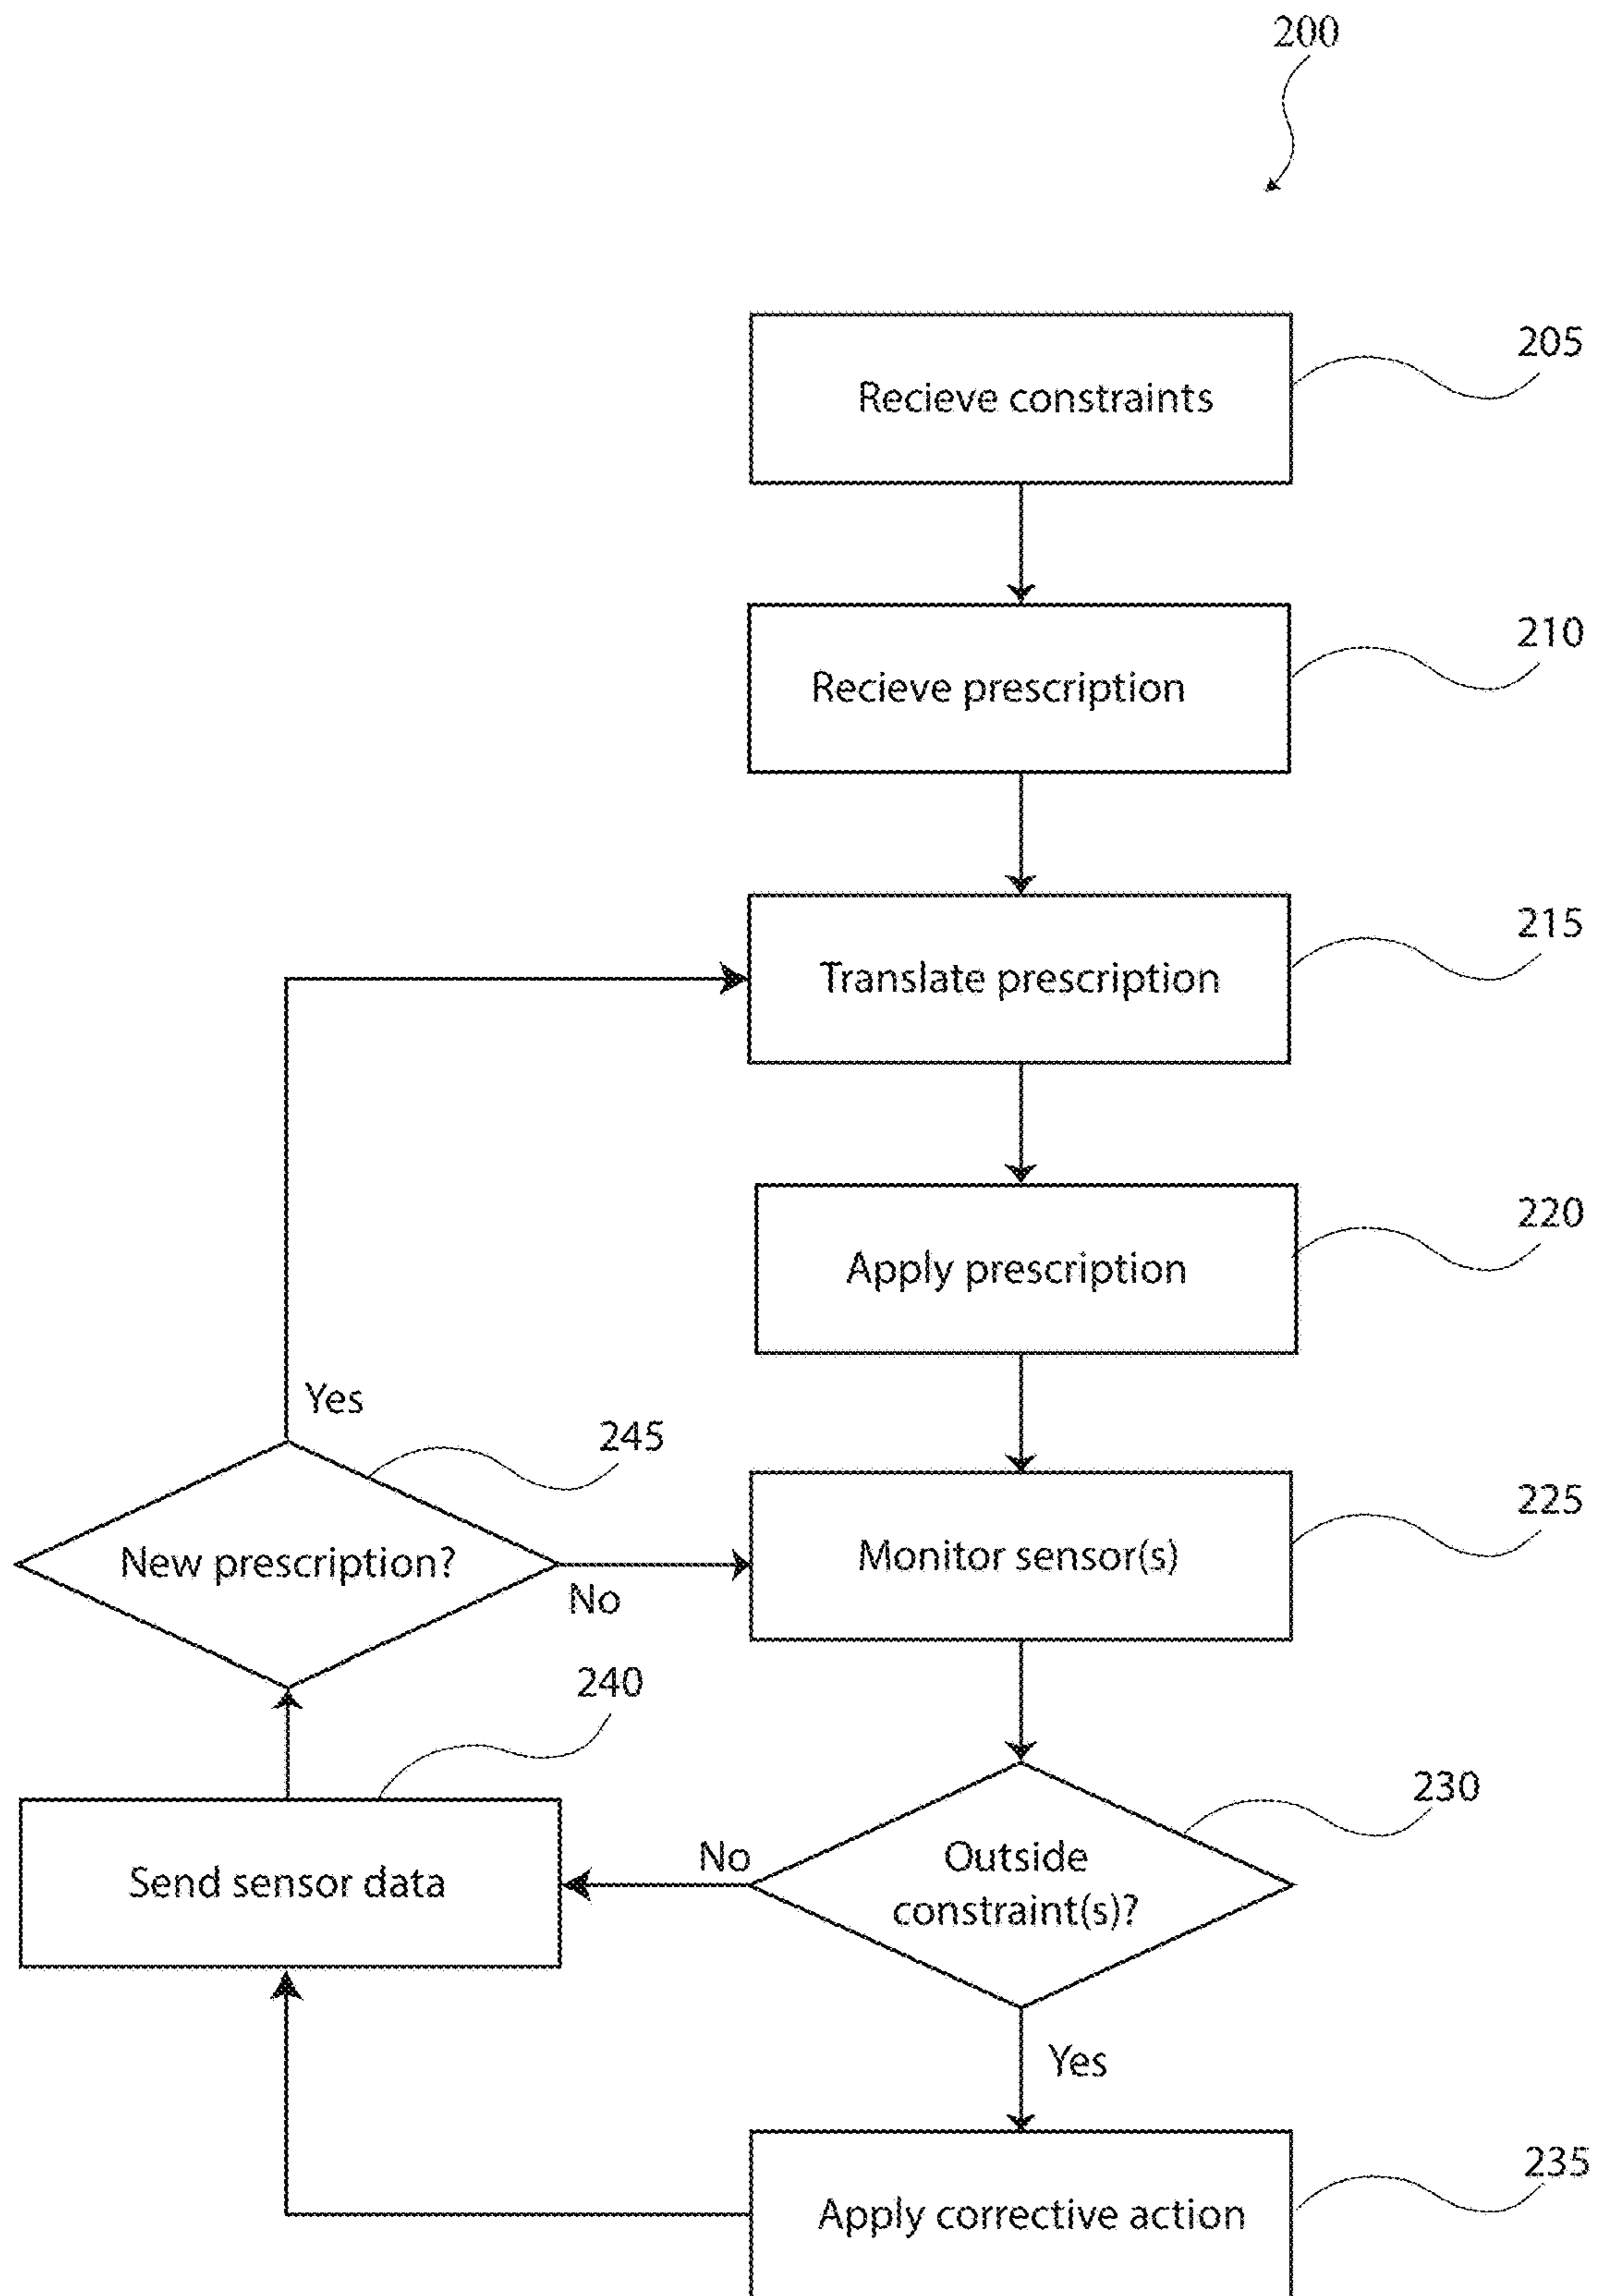 200
Recieve constraints
205
Recieve prescription
210
Translate prescription
215
Apply prescription
220
Yes
245
New prescription?
No
Monitor sensor(s)
225
240
Send sensor data
No
Outside
constraint(s)?
230
Yes
Apply corrective action
235